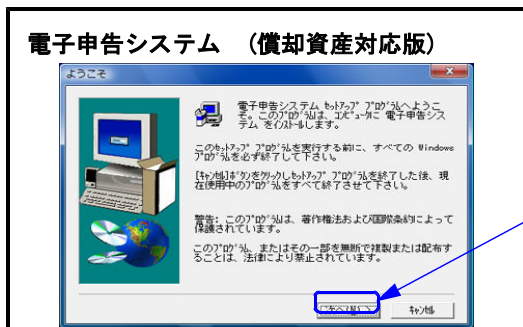 電子申告システム （償却資産対応版）
ようこそ
電子申告システム ｾｯﾄｱｯﾌﾟ ﾌﾟﾛｸﾞﾗﾑへようこ
そ。このﾌﾟﾛｸﾞﾗﾑは、ｺﾝﾋﾟｭｰﾀに 電子申告シス
テム をｲﾝｽﾄｰﾙします。
このｾｯﾄｱｯﾌﾟ ﾌﾟﾛｸﾞﾗﾑを実行する前に、すべての Windows
ﾌﾟﾛｸﾞﾗﾑを必ず終了して下さい。
[ｷｬﾝｾﾙ]ﾎﾞﾀﾝをｸﾘｯｸしｾｯﾄｱｯﾌﾟ ﾌﾟﾛｸﾞﾗﾑを終了した後、現
在使用中のﾌﾟﾛｸﾞﾗﾑをすべて終了させて下さい。
警告: このﾌﾟﾛｸﾞﾗﾑは、著作権法および国際条約によって
保護されています。
このﾌﾟﾛｸﾞﾗﾑ、またはその一部を無断で複製または配布す
ることは、法律により禁止されています。
次へ(N) >
ｷｬﾝｾﾙ